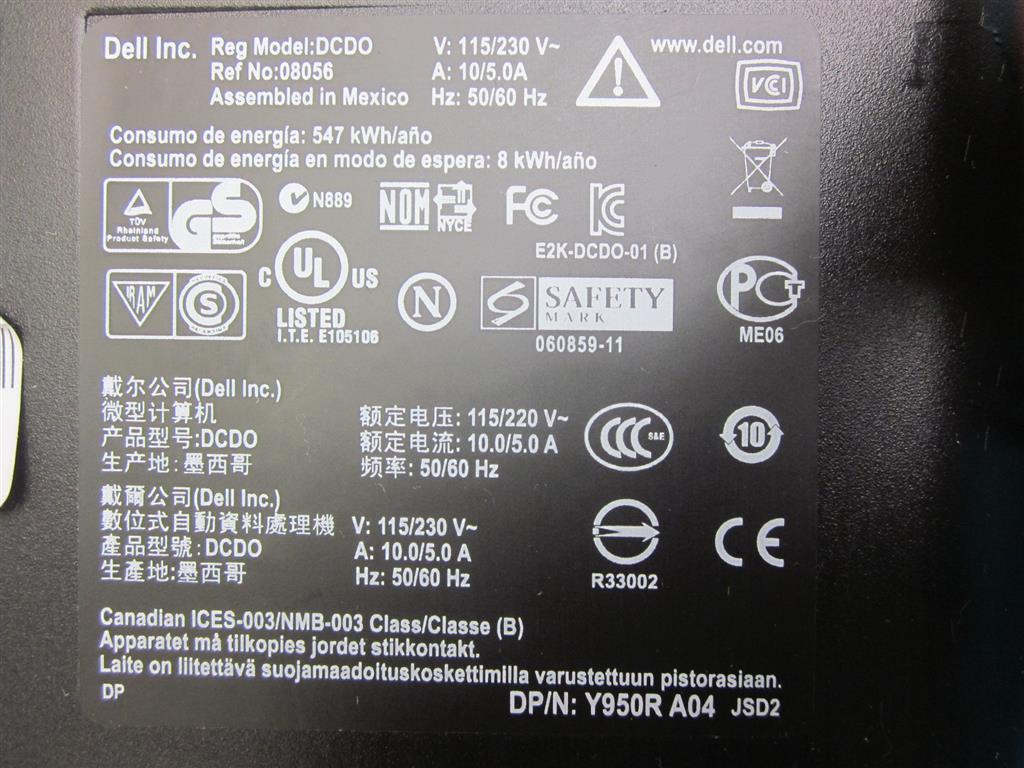 Dell Inc. Reg Model:DCDO V: 115/230 V~ www.dell.com
Ref No:08056 A: 10/5.0A
Assembled in Mexico Hz: 50/60 Hz
VCI
Consumo de energía: 547 kWh/año
Consumo de energía en modo de espera: 8 kWh/año
TÜV
Rheinland
Product Safety
GS
N889
NOM
NYCE
FC
E2K-DCDO-01 (B)
IRAM
S
C UL US
LISTED
I.T.E. E105106
N
SAFETY
MARK
060859-11
PCT
ME06
戴尔公司(Dell Inc.)
微型计算机 额定电压: 115/220 V~
产品型号:DCDO 额定电流: 10.0/5.0 A
生产地: 墨西哥 频率: 50/60 Hz
CCC S&E
10
戴爾公司(Dell Inc.)
數位式自動資料處理機 V: 115/230 V~
產品型號: DCDO A: 10.0/5.0 A
生產地:墨西哥 Hz: 50/60 Hz
R33002
CE
Canadian ICES-003/NMB-003 Class/Classe (B)
Apparatet må tilkopies jordet stikkontakt.
Laite on liitettävä suojamaadoituskoskettimilla varustettuun pistorasiaan.
DP DP/N: Y950R A04 JSD2